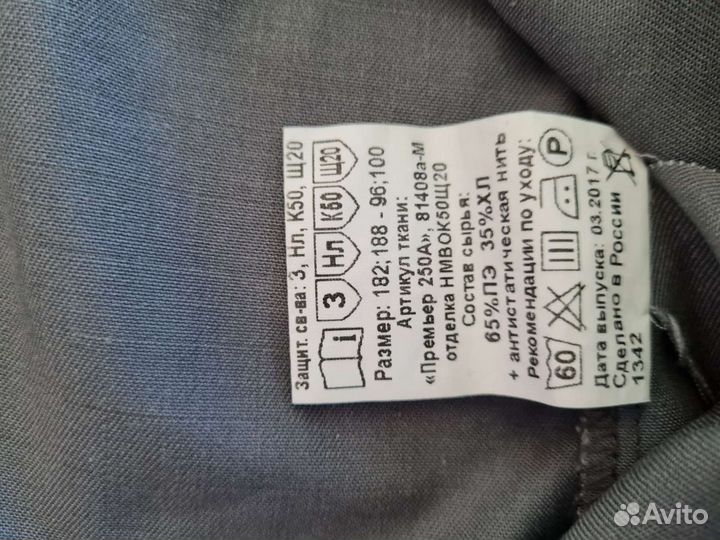 Защит. св-ва: З, Нл, К50, Щ20
i З Нл К50 Щ20
Размер: 182;188 - 96;100
Артикул ткани:
«Премьер 250А», 81408а-М
отделка НМВОК50Щ20
Состав сырья:
65%ПЭ 35%ХЛ
+ антистатическая нить
Рекомендации по уходу:
60 P
Дата выпуска: 03.2017 г.
Сделано в России
1342
Avito